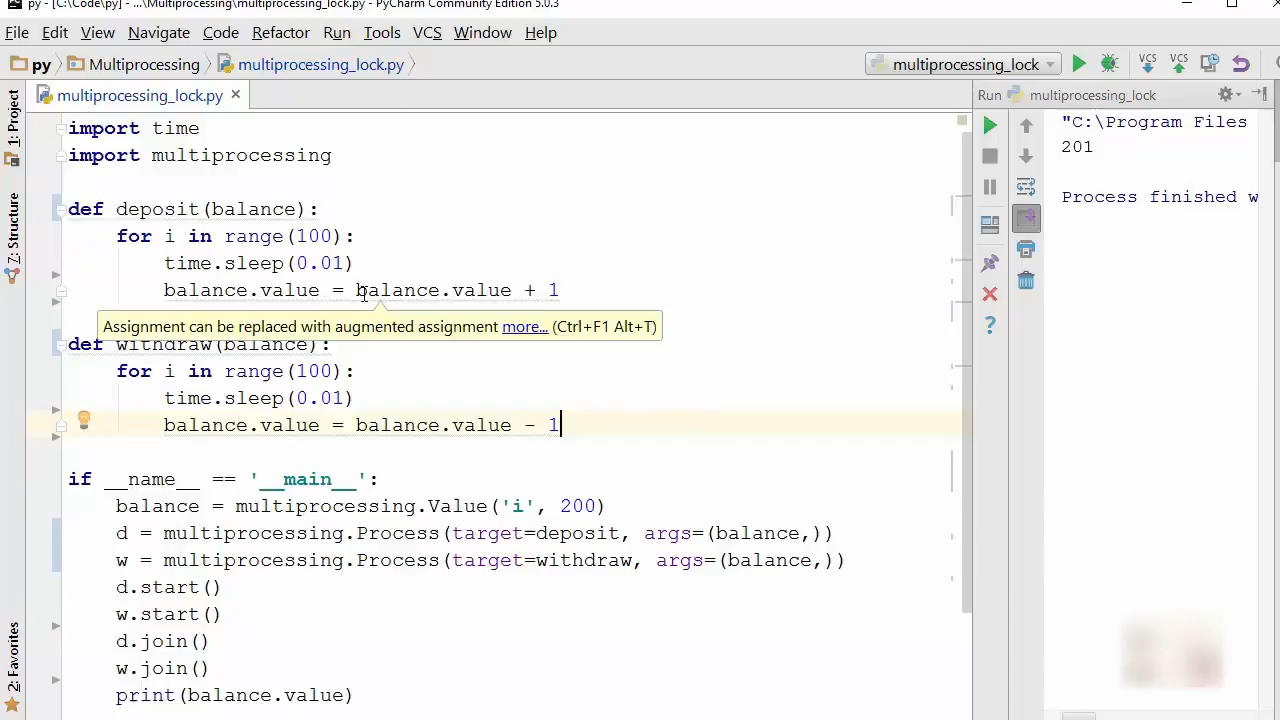 py - [C:\Code\py] - ...\Multiprocessing\multiprocessing_lock.py - PyCharm Community Edition 5.0.3
File Edit View Navigate Code Refactor Run Tools VCS Window Help
py Multiprocessing multiprocessing_lock.py multiprocessing_lock VCS VCS
1: Project
7: Structure
2: Favorites
multiprocessing_lock.py
import time
import multiprocessing
def deposit(balance):
for i in range(100):
time.sleep(0.01)
balance.value = balance.value + 1
Assignment can be replaced with augmented assignment more... (Ctrl+F1 Alt+T)
def withdraw(balance):
for i in range(100):
time.sleep(0.01)
balance.value = balance.value - 1
if __name__ == '__main__':
balance = multiprocessing.Value('i', 200)
d = multiprocessing.Process(target=deposit, args=(balance,))
w = multiprocessing.Process(target=withdraw, args=(balance,))
d.start()
w.start()
d.join()
w.join()
print(balance.value)
Run multiprocessing_lock
"C:\Program Files
201
Process finished w